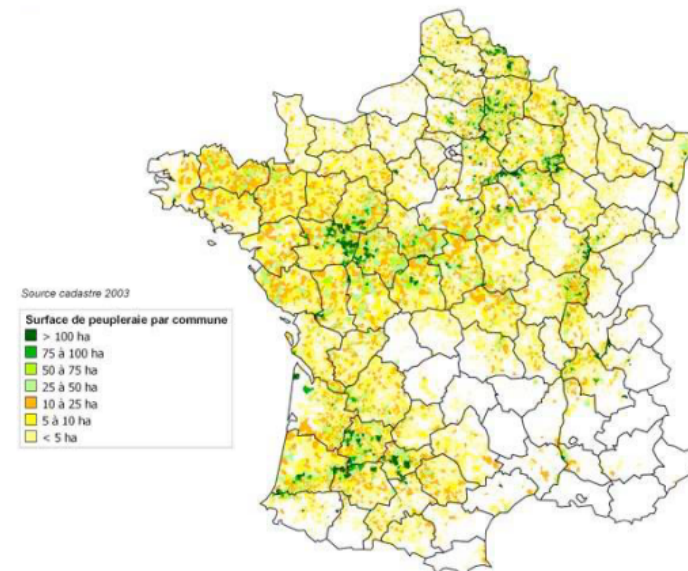 Source cadastre 2003
Surface de peupleraie par commune
> 100 ha
75 à 100 ha
50 à 75 ha
25 à 50 ha
10 à 25 ha
5 à 10 ha
< 5 ha